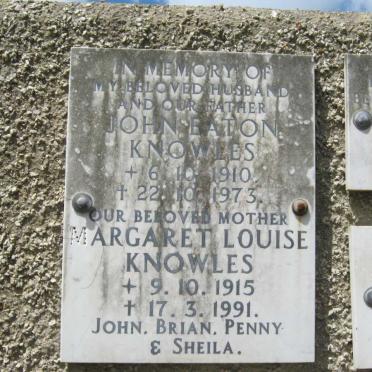 IN MEMORY OF
MY BELOVED HUSBAND
AND OUR FATHER
JOHN EATON
KNOWLES
+ 6. 10. 1910.
+ 22. 10. 1973.
OUR BELOVED MOTHER
MARGARET LOUISE
KNOWLES
+ 9. 10. 1915
+ 17. 3. 1991.
JOHN, BRIAN, PENNY
& SHEILA.